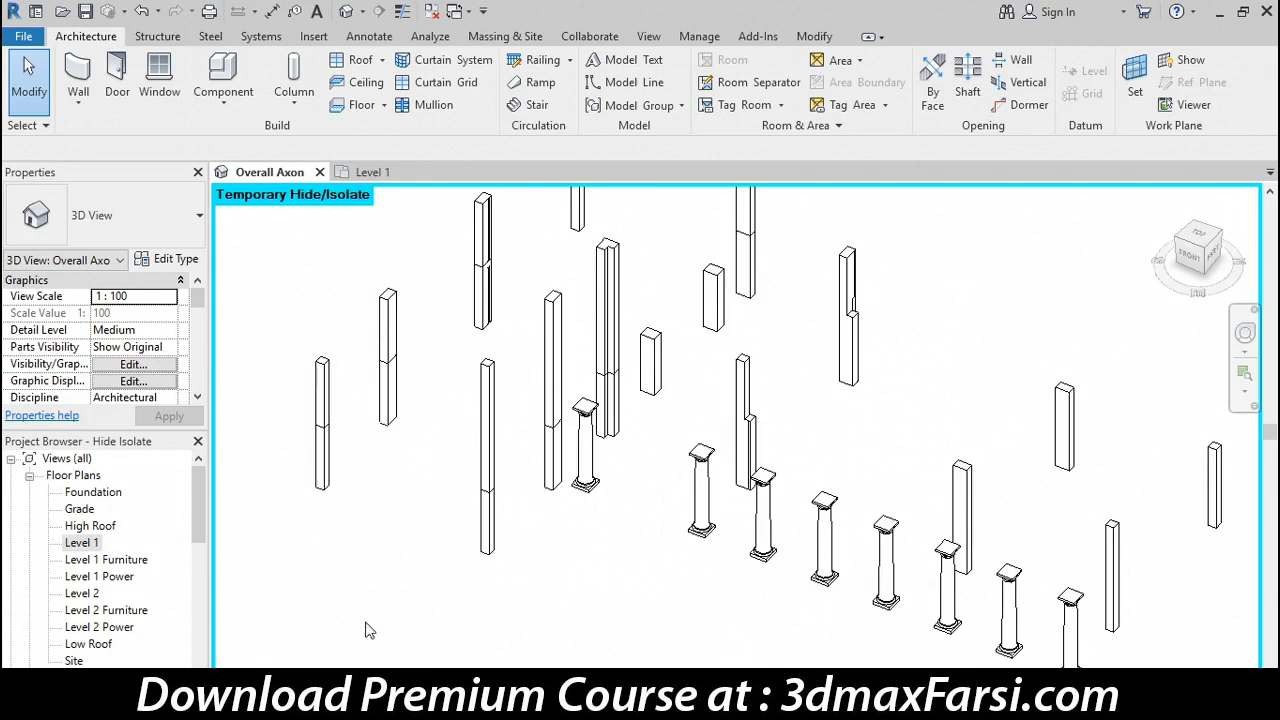 Sign In
File
Architecture
Structure
Steel
Systems
Insert
Annotate
Analyze
Massing & Site
Collaborate
View
Manage
Add-Ins
Modify
Modify
Wall
Door
Window
Component
Column
Roof
Ceiling
Floor
Curtain System
Curtain Grid
Mullion
Railing
Ramp
Stair
Model Text
Model Line
Model Group
Room
Room Separator
Tag Room
Area
Area Boundary
Tag Area
By
Face
Shaft
Wall
Vertical
Dormer
Level
Grid
Set
Show
Ref Plane
Viewer
Select
Build
Circulation
Model
Room & Area
Opening
Datum
Work Plane
Properties
Overall Axon
Level 1
Temporary Hide/Isolate
3D View
3D View: Overall Axo
Edit Type
Graphics
View Scale 1 : 100
Scale Value 1: 100
Detail Level Medium
Parts Visibility Show Original
Visibility/Grap... Edit...
Graphic Displ... Edit...
Discipline Architectural
Properties help
Apply
Project Browser - Hide Isolate
Views (all)
Floor Plans
Foundation
Grade
High Roof
Level 1
Level 1 Furniture
Level 1 Power
Level 2
Level 2 Furniture
Level 2 Power
Low Roof
Site
TOP
FRONT
Download Premium Course at : 3dmaxFarsi.com